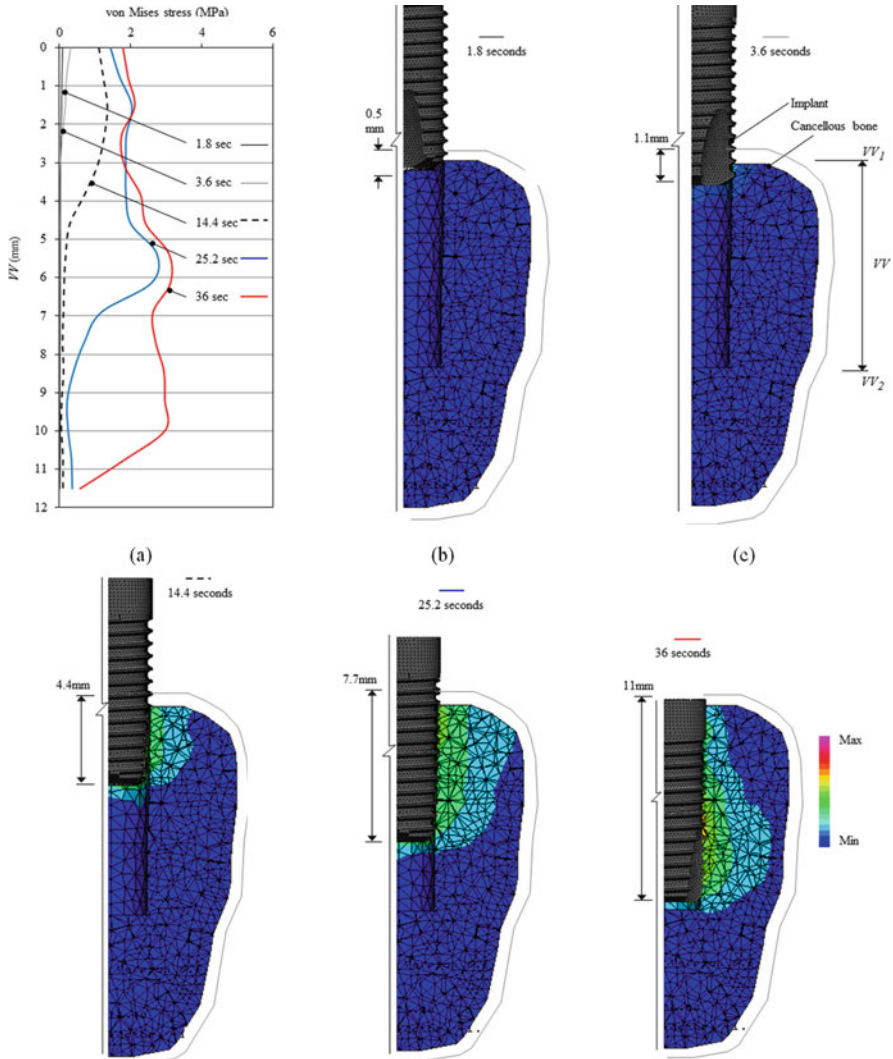 von Mises stress (MPa)
0 2 4 6
0
1
2
3
4
5
6
7
8
9
10
11
12
VV (mm)
1.8 sec
3.6 sec
14.4 sec
25.2 sec
36 sec
(a)
1.8 seconds
0.5
mm
(b)
3.6 seconds
Implant
Cancellous bone
1.1mm
VV1
VV
VV2
(c)
14.4 seconds
4.4mm
25.2 seconds
7.7mm
36 seconds
11mm
Max
Min